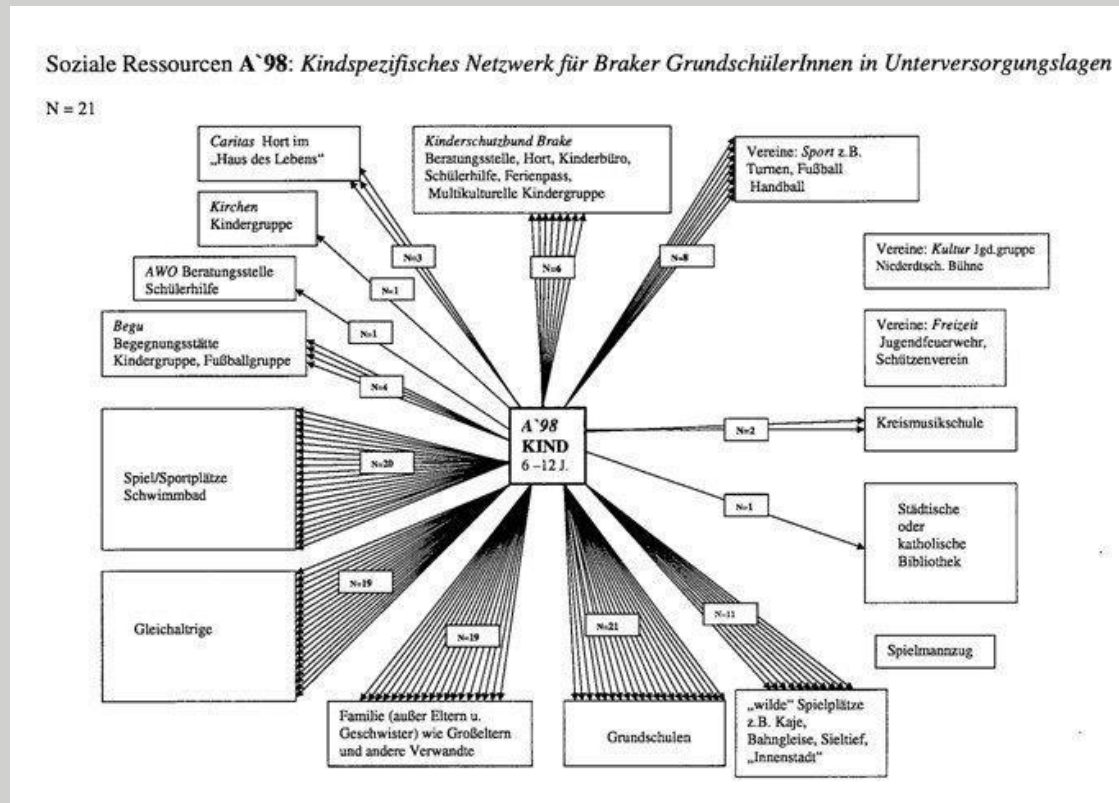 Soziale Ressourcen A`98: Kindspezifisches Netzwerk für Braker GrundschülerInnen in Unterversorgungslagen
N = 21
Caritas Hort im
„Haus des Lebens“
Kinderschutzbund Brake
Beratungsstelle, Hort, Kinderbüro,
Schülerhilfe, Ferienpass,
Multikulturelle Kindergruppe
Vereine: Sport z.B.
Turnen, Fußball
Handball
Kirchen
Kindergruppe
Vereine: Kultur Jgd.gruppe
Niederdtsch. Bühne
AWO Beratungsstelle
Schülerhilfe
Begu
Begegnungsstätte
Kindergruppe, Fußballgruppe
Vereine: Freizeit
Jugendfeuerwehr,
Schützenverein
N=3
N=6
N=8
N=1
N=1
N=4
A`98
KIND
6 –12 J.
N=2
Kreismusikschule
Spiel/Sportplätze
Schwimmbad
N=20
N=1
Städtische
oder
katholische
Bibliothek
Gleichaltrige
N=19
N=19
N=21
N=11
Spielmannzug
Familie (außer Eltern u.
Geschwister) wie Großeltern
und andere Verwandte
Grundschulen
„wilde“ Spielplätze
z.B. Kaje,
Bahngleise, Sieltief,
„Innenstadt“